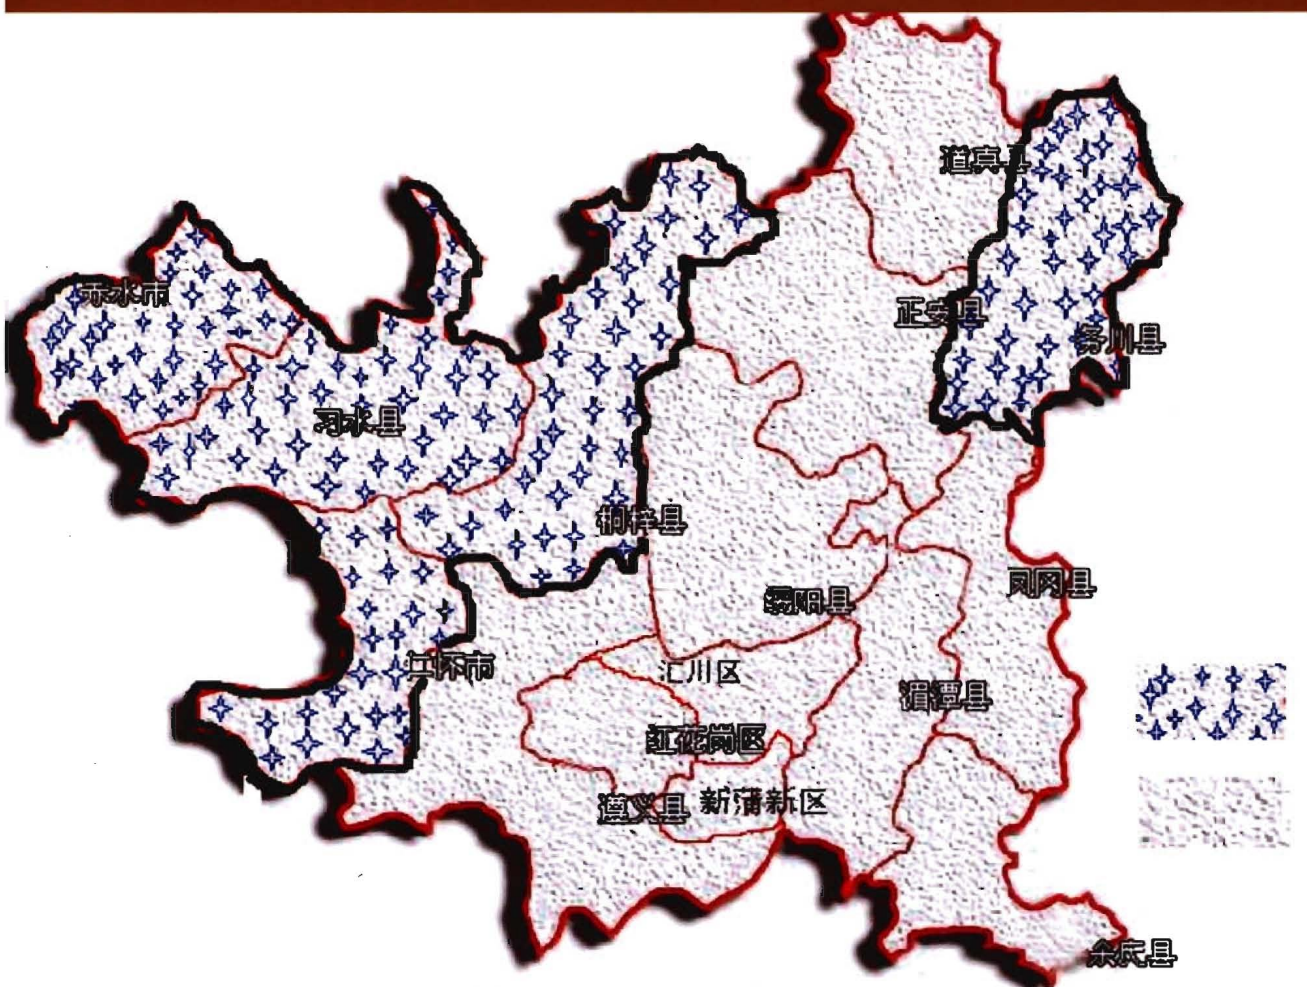 道真县
赤水市
正安县
务川县
习水县
桐梓县
凤冈县
绥阳县
汇川区
仁怀市
湄潭县
红花岗区
遵义县
新蒲新区
余庆县